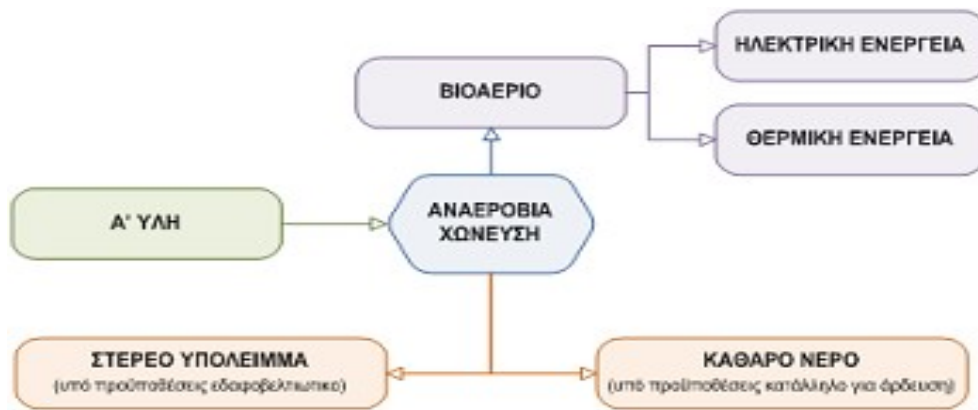 ΗΛΕΚΤΡΙΚΗ ΕΝΕΡΓΕΙΑ
ΒΙΟΑΕΡΙΟ
ΘΕΡΜΙΚΗ ΕΝΕΡΓΕΙΑ
Α' ΥΛΗ
ΑΝΑΕΡΟΒΙΑ
ΧΩΝΕΥΣΗ
ΣΤΕΡΕΟ ΥΠΟΛΕΙΜΜΑ
(υπό προϋποθέσεις εδαφοβελτιωτικο)
ΚΑΘΑΡΟ ΝΕΡΟ
(υπό προϋποθέσεις κατάλληλο για άρδευση)